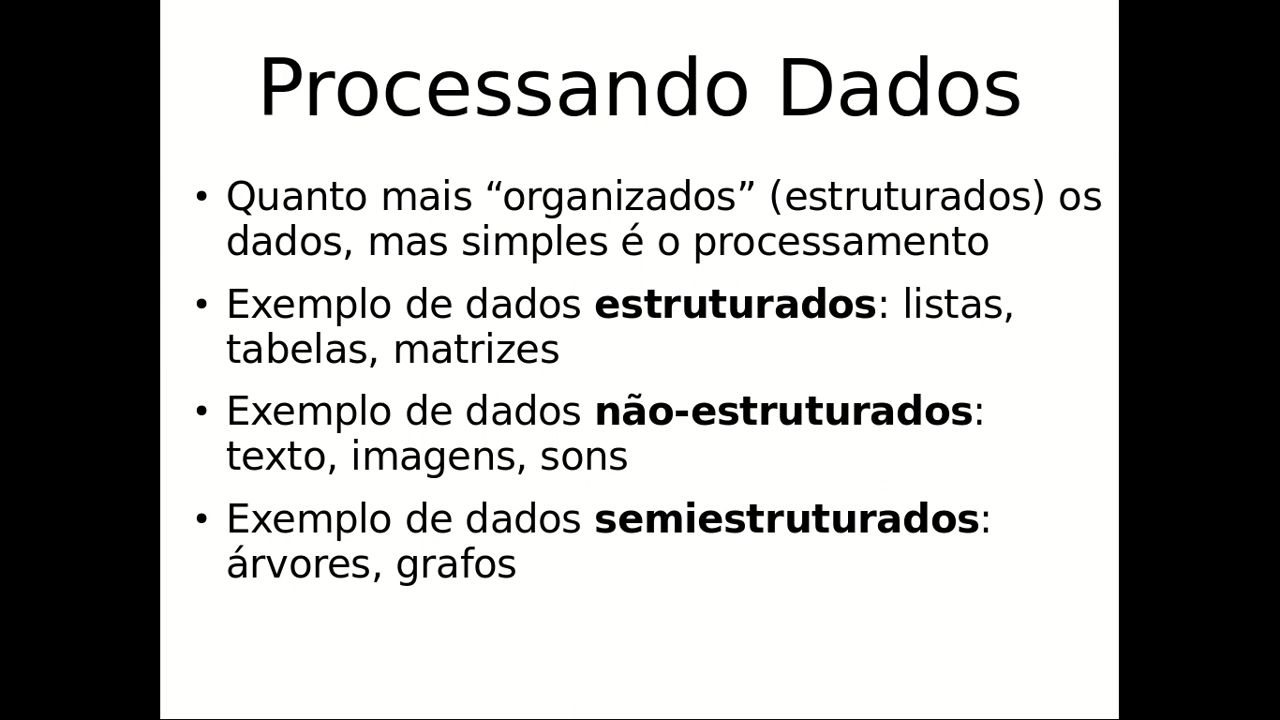 Processando Dados
• Quanto mais “organizados” (estruturados) os
dados, mas simples é o processamento
• Exemplo de dados estruturados: listas,
tabelas, matrizes
• Exemplo de dados não-estruturados:
texto, imagens, sons
• Exemplo de dados semiestruturados:
árvores, grafos